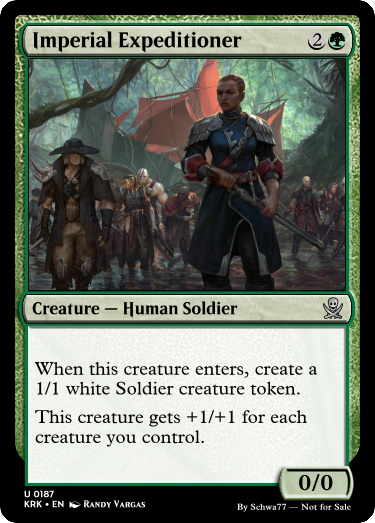 Imperial Expeditioner 2
Creature — Human Soldier
When this creature enters, create a
1/1 white Soldier creature token.
This creature gets +1/+1 for each
creature you control.
0/0
U 0187
KRK • EN Randy Vargas
By Schwa77 — Not for Sale